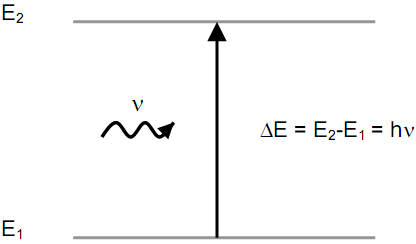 E₂
ν
ΔE = E₂-E₁ = hν
E₁